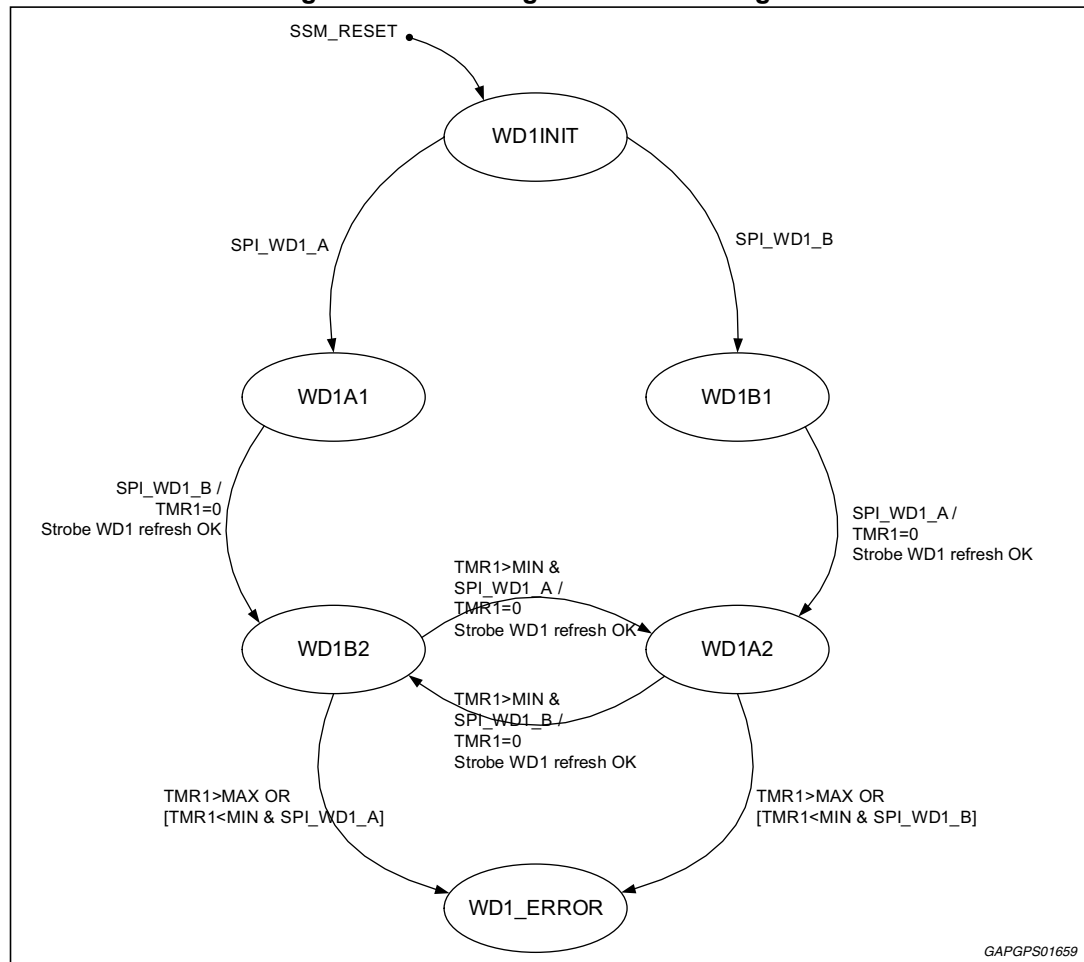 SSM_RESET
WD1INIT
SPI_WD1_A
SPI_WD1_B
WD1A1
WD1B1
SPI_WD1_B /
TMR1=0
Strobe WD1 refresh OK
SPI_WD1_A /
TMR1=0
Strobe WD1 refresh OK
TMR1>MIN &
SPI_WD1_A /
TMR1=0
Strobe WD1 refresh OK
WD1B2
WD1A2
TMR1>MIN &
SPI_WD1_B /
TMR1=0
Strobe WD1 refresh OK
TMR1>MAX OR
[TMR1<MIN & SPI_WD1_A]
TMR1>MAX OR
[TMR1<MIN & SPI_WD1_B]
WD1_ERROR
GAPGPS01659